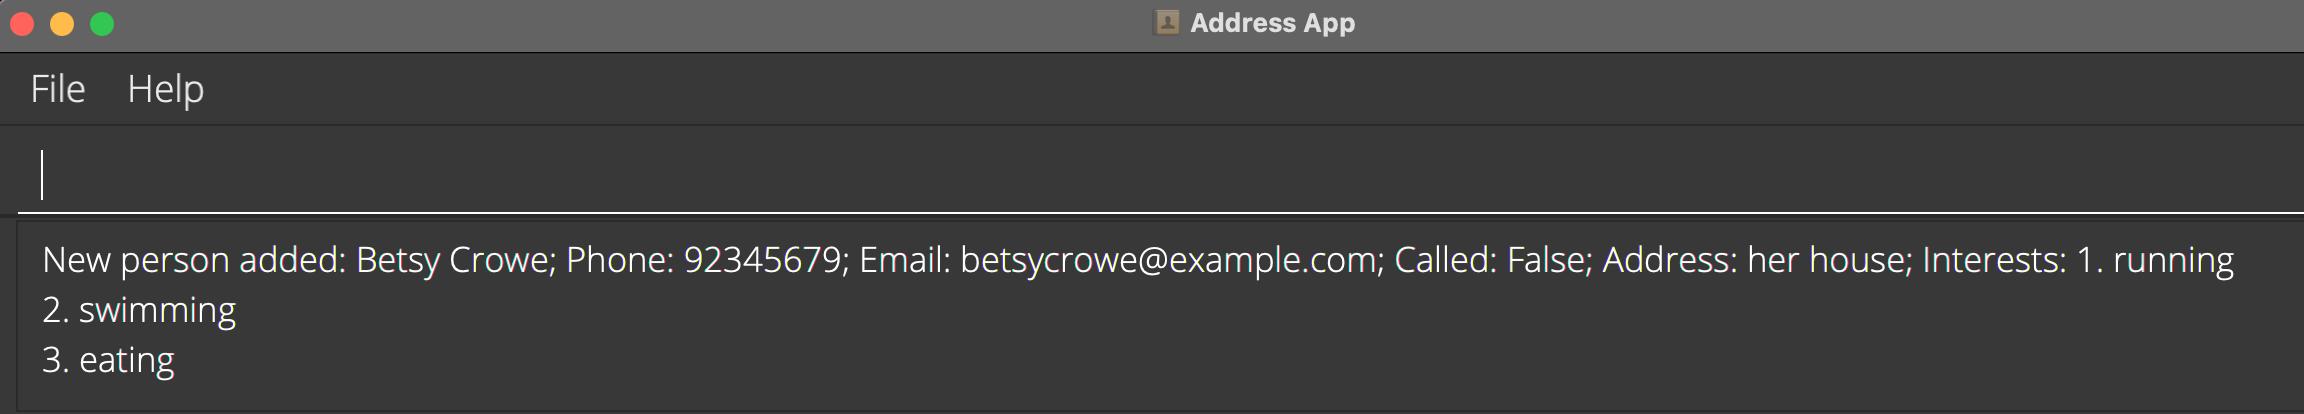 Address App
File Help
New person added: Betsy Crowe; Phone: 92345679; Email: betsycrowe@example.com; Called: False; Address: her house; Interests: 1. running
2. swimming
3. eating